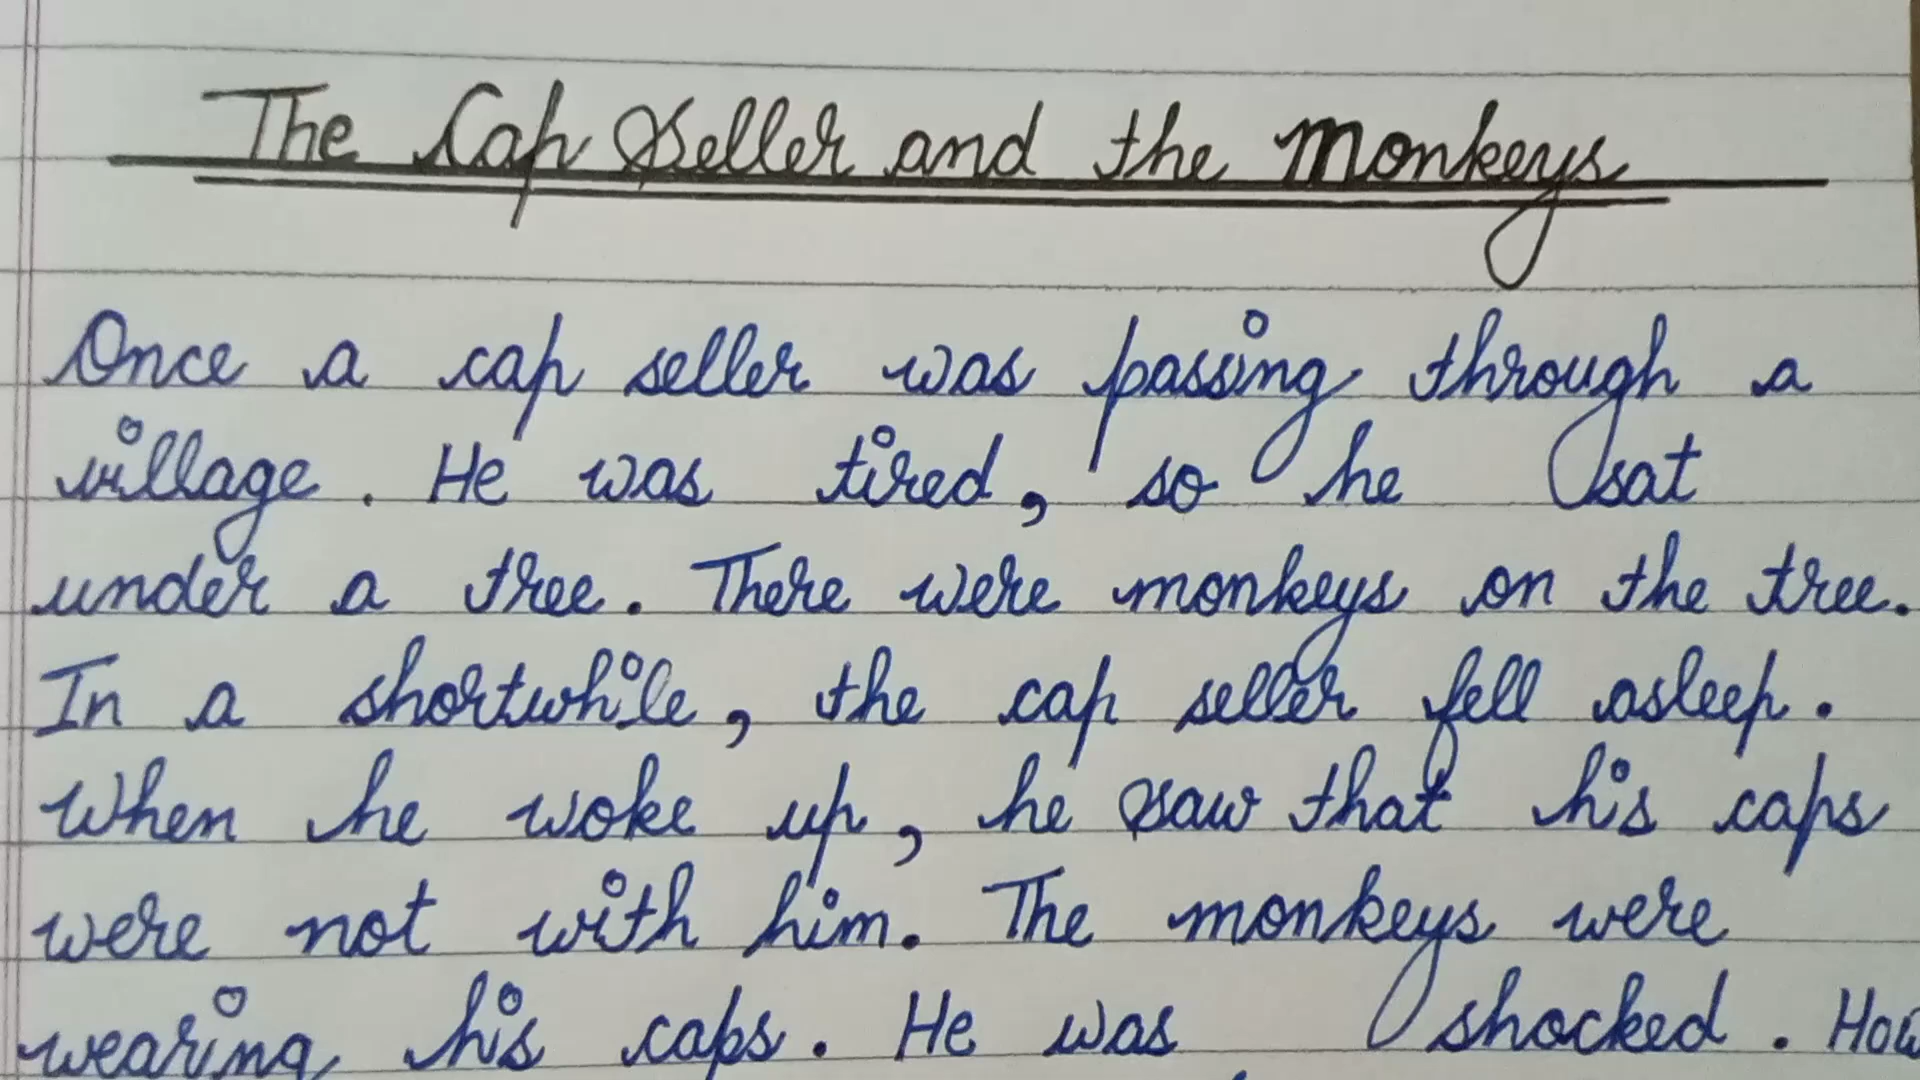 The Cap Seller and the Monkeys
Once a cap seller was passing through a
village. He was tired, so he sat
under a tree. There were monkeys on the tree.
In a shortwhile, the cap seller fell asleep.
When he woke up, he saw that his caps
were not with him. The monkeys were
wearing his caps. He was shocked. How